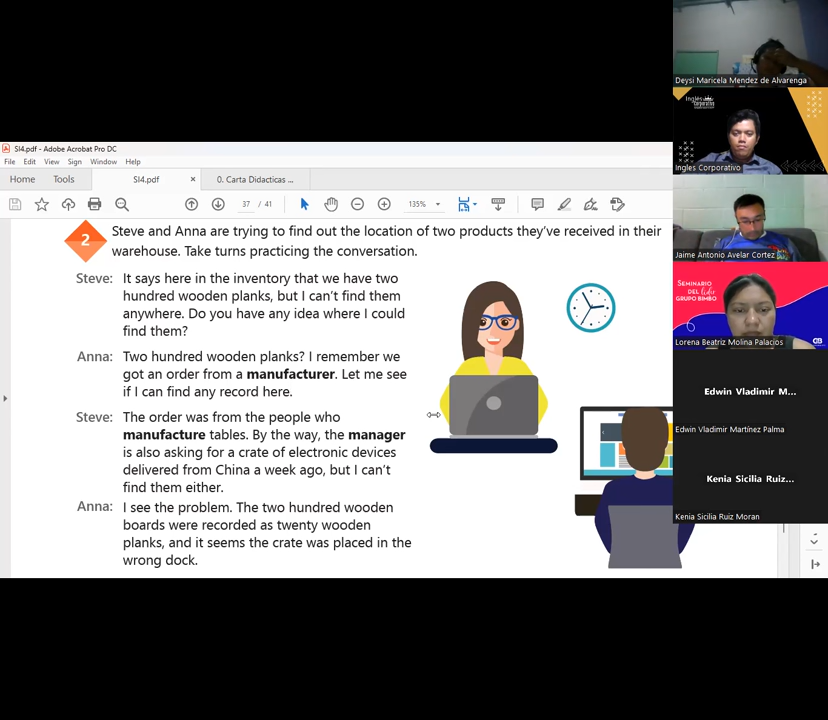 SI4.pdf - Adobe Acrobat Pro DC
File Edit View Sign Window Help
Home Tools SI4.pdf × 0. Carta Didacticas ...
37 / 41 135%
2
Steve and Anna are trying to find out the location of two products they've received in their
warehouse. Take turns practicing the conversation.
Steve: It says here in the inventory that we have two
hundred wooden planks, but I can't find them
anywhere. Do you have any idea where I could
find them?
Anna: Two hundred wooden planks? I remember we
got an order from a manufacturer. Let me see
if I can find any record here.
Steve: The order was from the people who
manufacture tables. By the way, the manager
is also asking for a crate of electronic devices
delivered from China a week ago, but I can't
find them either.
Anna: I see the problem. The two hundred wooden
boards were recorded as twenty wooden
planks, and it seems the crate was placed in the
wrong dock.
Deysi Maricela Mendez de Alvarenga
Inglés
Corporativo
Ingles Corporativo
Jaime Antonio Avelar Cortez
SEMINARIO
DEL líder
GRUPO BIMBO
Lorena Beatriz Molina Palacios
Edwin Vladimir M...
Edwin Vladimir Martínez Palma
Kenia Sicilia Ruiz...
Kenia Sicilia Ruiz Moran